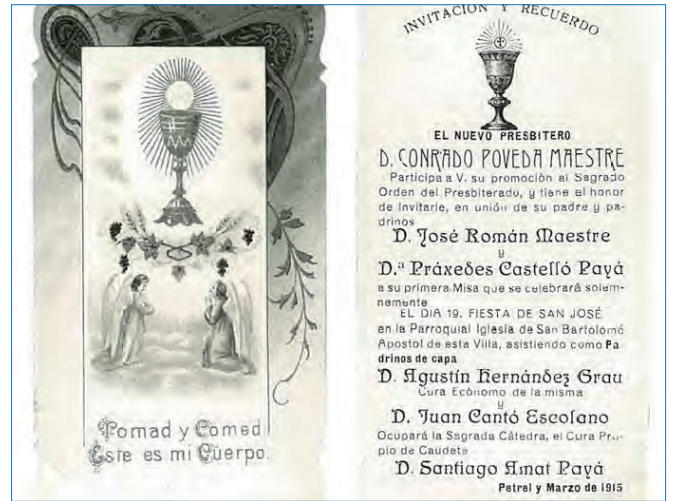 Tomad y Comed
Este es mi Cuerpo.
INVITACION Y RECUERDO
EL NUEVO PRESBITERO
D. CONRADO POVEDA MAESTRE
Participa a V. su promoción al Sagrado
Orden del Presbiterado, y tiene el honor
de invitarle, en unión de su padre y pa-
drinos
D. José Román Maestre
y
D.ª Práxedes Castelló Payá
a su primera Misa que se celebrará solem-
nemente
EL DIA 19. FIESTA DE SAN JOSÉ
en la Parroquial Iglesia de San Bartolomé
Apostol de esta Villa, asistiendo como Pa
drinos de capa
D. Agustín Hernández Grau
Cura Ecónomo de la misma
y
D. Juan Cantó Escolano
Ocupará la Sagrada Cátedra, el Cura Pro-
pio de Caudete
D. Santiago Amat Payá
Petrel y Marzo de 1915